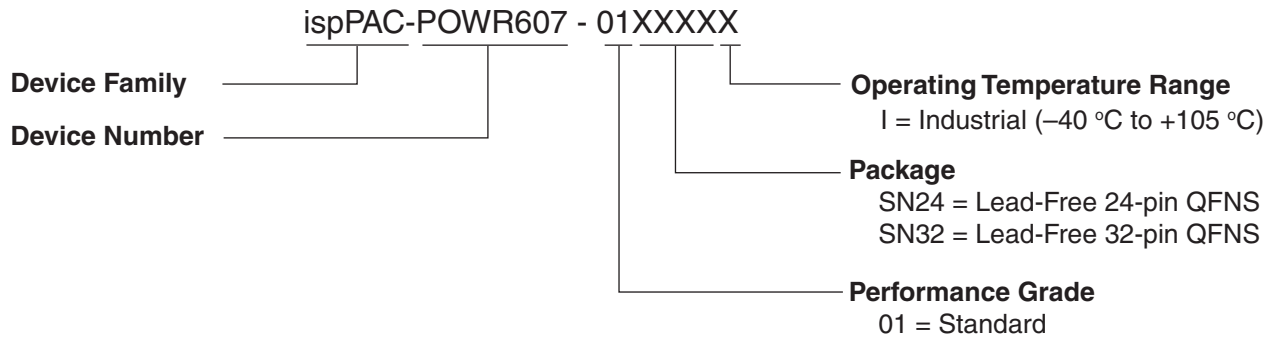 ispPAC-POWR607 - 01XXXXX
Device Family
Device Number
Operating Temperature Range
I = Industrial (–40 °C to +105 °C)
Package
SN24 = Lead-Free 24-pin QFNS
SN32 = Lead-Free 32-pin QFNS
Performance Grade
01 = Standard